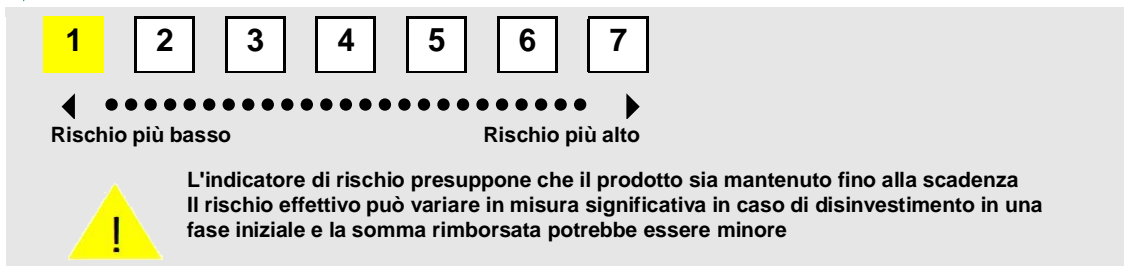 1 2 3 4 5 6 7
Rischio più basso Rischio più alto
L'indicatore di rischio presuppone che il prodotto sia mantenuto fino alla scadenza
Il rischio effettivo può variare in misura significativa in caso di disinvestimento in una
fase iniziale e la somma rimborsata potrebbe essere minore
!